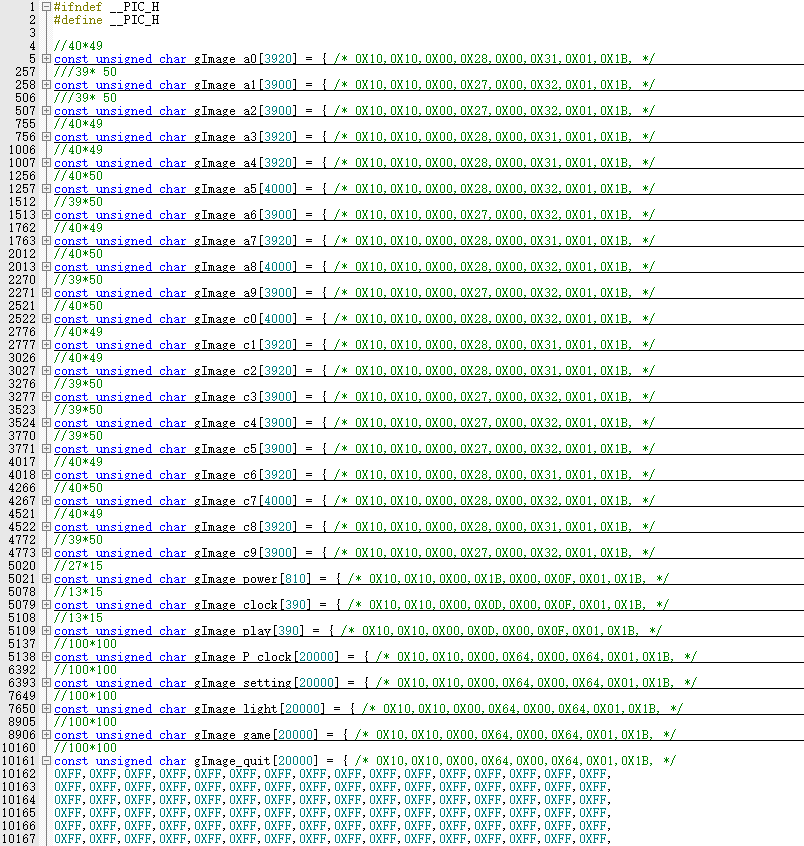 1 #ifndef __PIC_H
2 #define __PIC_H
3
4 //40*49
5 const unsigned char gImage_a0[3920] = { /* 0X10,0X10,0X00,0X28,0X00,0X31,0X01,0X1B, */
257 ///39* 50
258 const unsigned char gImage_a1[3900] = { /* 0X10,0X10,0X00,0X27,0X00,0X32,0X01,0X1B, */
506 ///39* 50
507 const unsigned char gImage_a2[3900] = { /* 0X10,0X10,0X00,0X27,0X00,0X32,0X01,0X1B, */
755 //40*49
756 const unsigned char gImage_a3[3920] = { /* 0X10,0X10,0X00,0X28,0X00,0X31,0X01,0X1B, */
1006 //40*49
1007 const unsigned char gImage_a4[3920] = { /* 0X10,0X10,0X00,0X28,0X00,0X31,0X01,0X1B, */
1256 //40*50
1257 const unsigned char gImage_a5[4000] = { /* 0X10,0X10,0X00,0X28,0X00,0X32,0X01,0X1B, */
1512 //39*50
1513 const unsigned char gImage_a6[3900] = { /* 0X10,0X10,0X00,0X27,0X00,0X32,0X01,0X1B, */
1762 //40*49
1763 const unsigned char gImage_a7[3920] = { /* 0X10,0X10,0X00,0X28,0X00,0X31,0X01,0X1B, */
2012 //40*50
2013 const unsigned char gImage_a8[4000] = { /* 0X10,0X10,0X00,0X28,0X00,0X32,0X01,0X1B, */
2270 //39*50
2271 const unsigned char gImage_a9[3900] = { /* 0X10,0X10,0X00,0X27,0X00,0X32,0X01,0X1B, */
2521 //40*50
2522 const unsigned char gImage_c0[4000] = { /* 0X10,0X10,0X00,0X28,0X00,0X32,0X01,0X1B, */
2776 //40*49
2777 const unsigned char gImage_c1[3920] = { /* 0X10,0X10,0X00,0X28,0X00,0X31,0X01,0X1B, */
3026 //40*49
3027 const unsigned char gImage_c2[3920] = { /* 0X10,0X10,0X00,0X28,0X00,0X31,0X01,0X1B, */
3276 //39*50
3277 const unsigned char gImage_c3[3900] = { /* 0X10,0X10,0X00,0X27,0X00,0X32,0X01,0X1B, */
3523 //39*50
3524 const unsigned char gImage_c4[3900] = { /* 0X10,0X10,0X00,0X27,0X00,0X32,0X01,0X1B, */
3770 //39*50
3771 const unsigned char gImage_c5[3900] = { /* 0X10,0X10,0X00,0X27,0X00,0X32,0X01,0X1B, */
4017 //40*49
4018 const unsigned char gImage_c6[3920] = { /* 0X10,0X10,0X00,0X28,0X00,0X31,0X01,0X1B, */
4266 //40*50
4267 const unsigned char gImage_c7[4000] = { /* 0X10,0X10,0X00,0X28,0X00,0X32,0X01,0X1B, */
4521 //40*49
4522 const unsigned char gImage_c8[3920] = { /* 0X10,0X10,0X00,0X28,0X00,0X31,0X01,0X1B, */
4772 //39*50
4773 const unsigned char gImage_c9[3900] = { /* 0X10,0X10,0X00,0X27,0X00,0X32,0X01,0X1B, */
5020 //27*15
5021 const unsigned char gImage_power[810] = { /* 0X10,0X10,0X00,0X1B,0X00,0X0F,0X01,0X1B, */
5078 //13*15
5079 const unsigned char gImage_clock[390] = { /* 0X10,0X10,0X00,0X0D,0X00,0X0F,0X01,0X1B, */
5108 //13*15
5109 const unsigned char gImage_play[390] = { /* 0X10,0X10,0X00,0X0D,0X00,0X0F,0X01,0X1B, */
5137 //100*100
5138 const unsigned char gImage_P_clock[20000] = { /* 0X10,0X10,0X00,0X64,0X00,0X64,0X01,0X1B, */
6392 //100*100
6393 const unsigned char gImage_setting[20000] = { /* 0X10,0X10,0X00,0X64,0X00,0X64,0X01,0X1B, */
7649 //100*100
7650 const unsigned char gImage_light[20000] = { /* 0X10,0X10,0X00,0X64,0X00,0X64,0X01,0X1B, */
8905 //100*100
8906 const unsigned char gImage_game[20000] = { /* 0X10,0X10,0X00,0X64,0X00,0X64,0X01,0X1B, */
10160 //100*100
10161 const unsigned char gImage_quit[20000] = { /* 0X10,0X10,0X00,0X64,0X00,0X64,0X01,0X1B, */
10162 0XFF,0XFF,0XFF,0XFF,0XFF,0XFF,0XFF,0XFF,0XFF,0XFF,0XFF,0XFF,0XFF,0XFF,0XFF,0XFF,
10163 0XFF,0XFF,0XFF,0XFF,0XFF,0XFF,0XFF,0XFF,0XFF,0XFF,0XFF,0XFF,0XFF,0XFF,0XFF,0XFF,
10164 0XFF,0XFF,0XFF,0XFF,0XFF,0XFF,0XFF,0XFF,0XFF,0XFF,0XFF,0XFF,0XFF,0XFF,0XFF,0XFF,
10165 0XFF,0XFF,0XFF,0XFF,0XFF,0XFF,0XFF,0XFF,0XFF,0XFF,0XFF,0XFF,0XFF,0XFF,0XFF,0XFF,
10166 0XFF,0XFF,0XFF,0XFF,0XFF,0XFF,0XFF,0XFF,0XFF,0XFF,0XFF,0XFF,0XFF,0XFF,0XFF,0XFF,
10167 0XFF,0XFF,0XFF,0XFF,0XFF,0XFF,0XFF,0XFF,0XFF,0XFF,0XFF,0XFF,0XFF,0XFF,0XFF,0XFF,